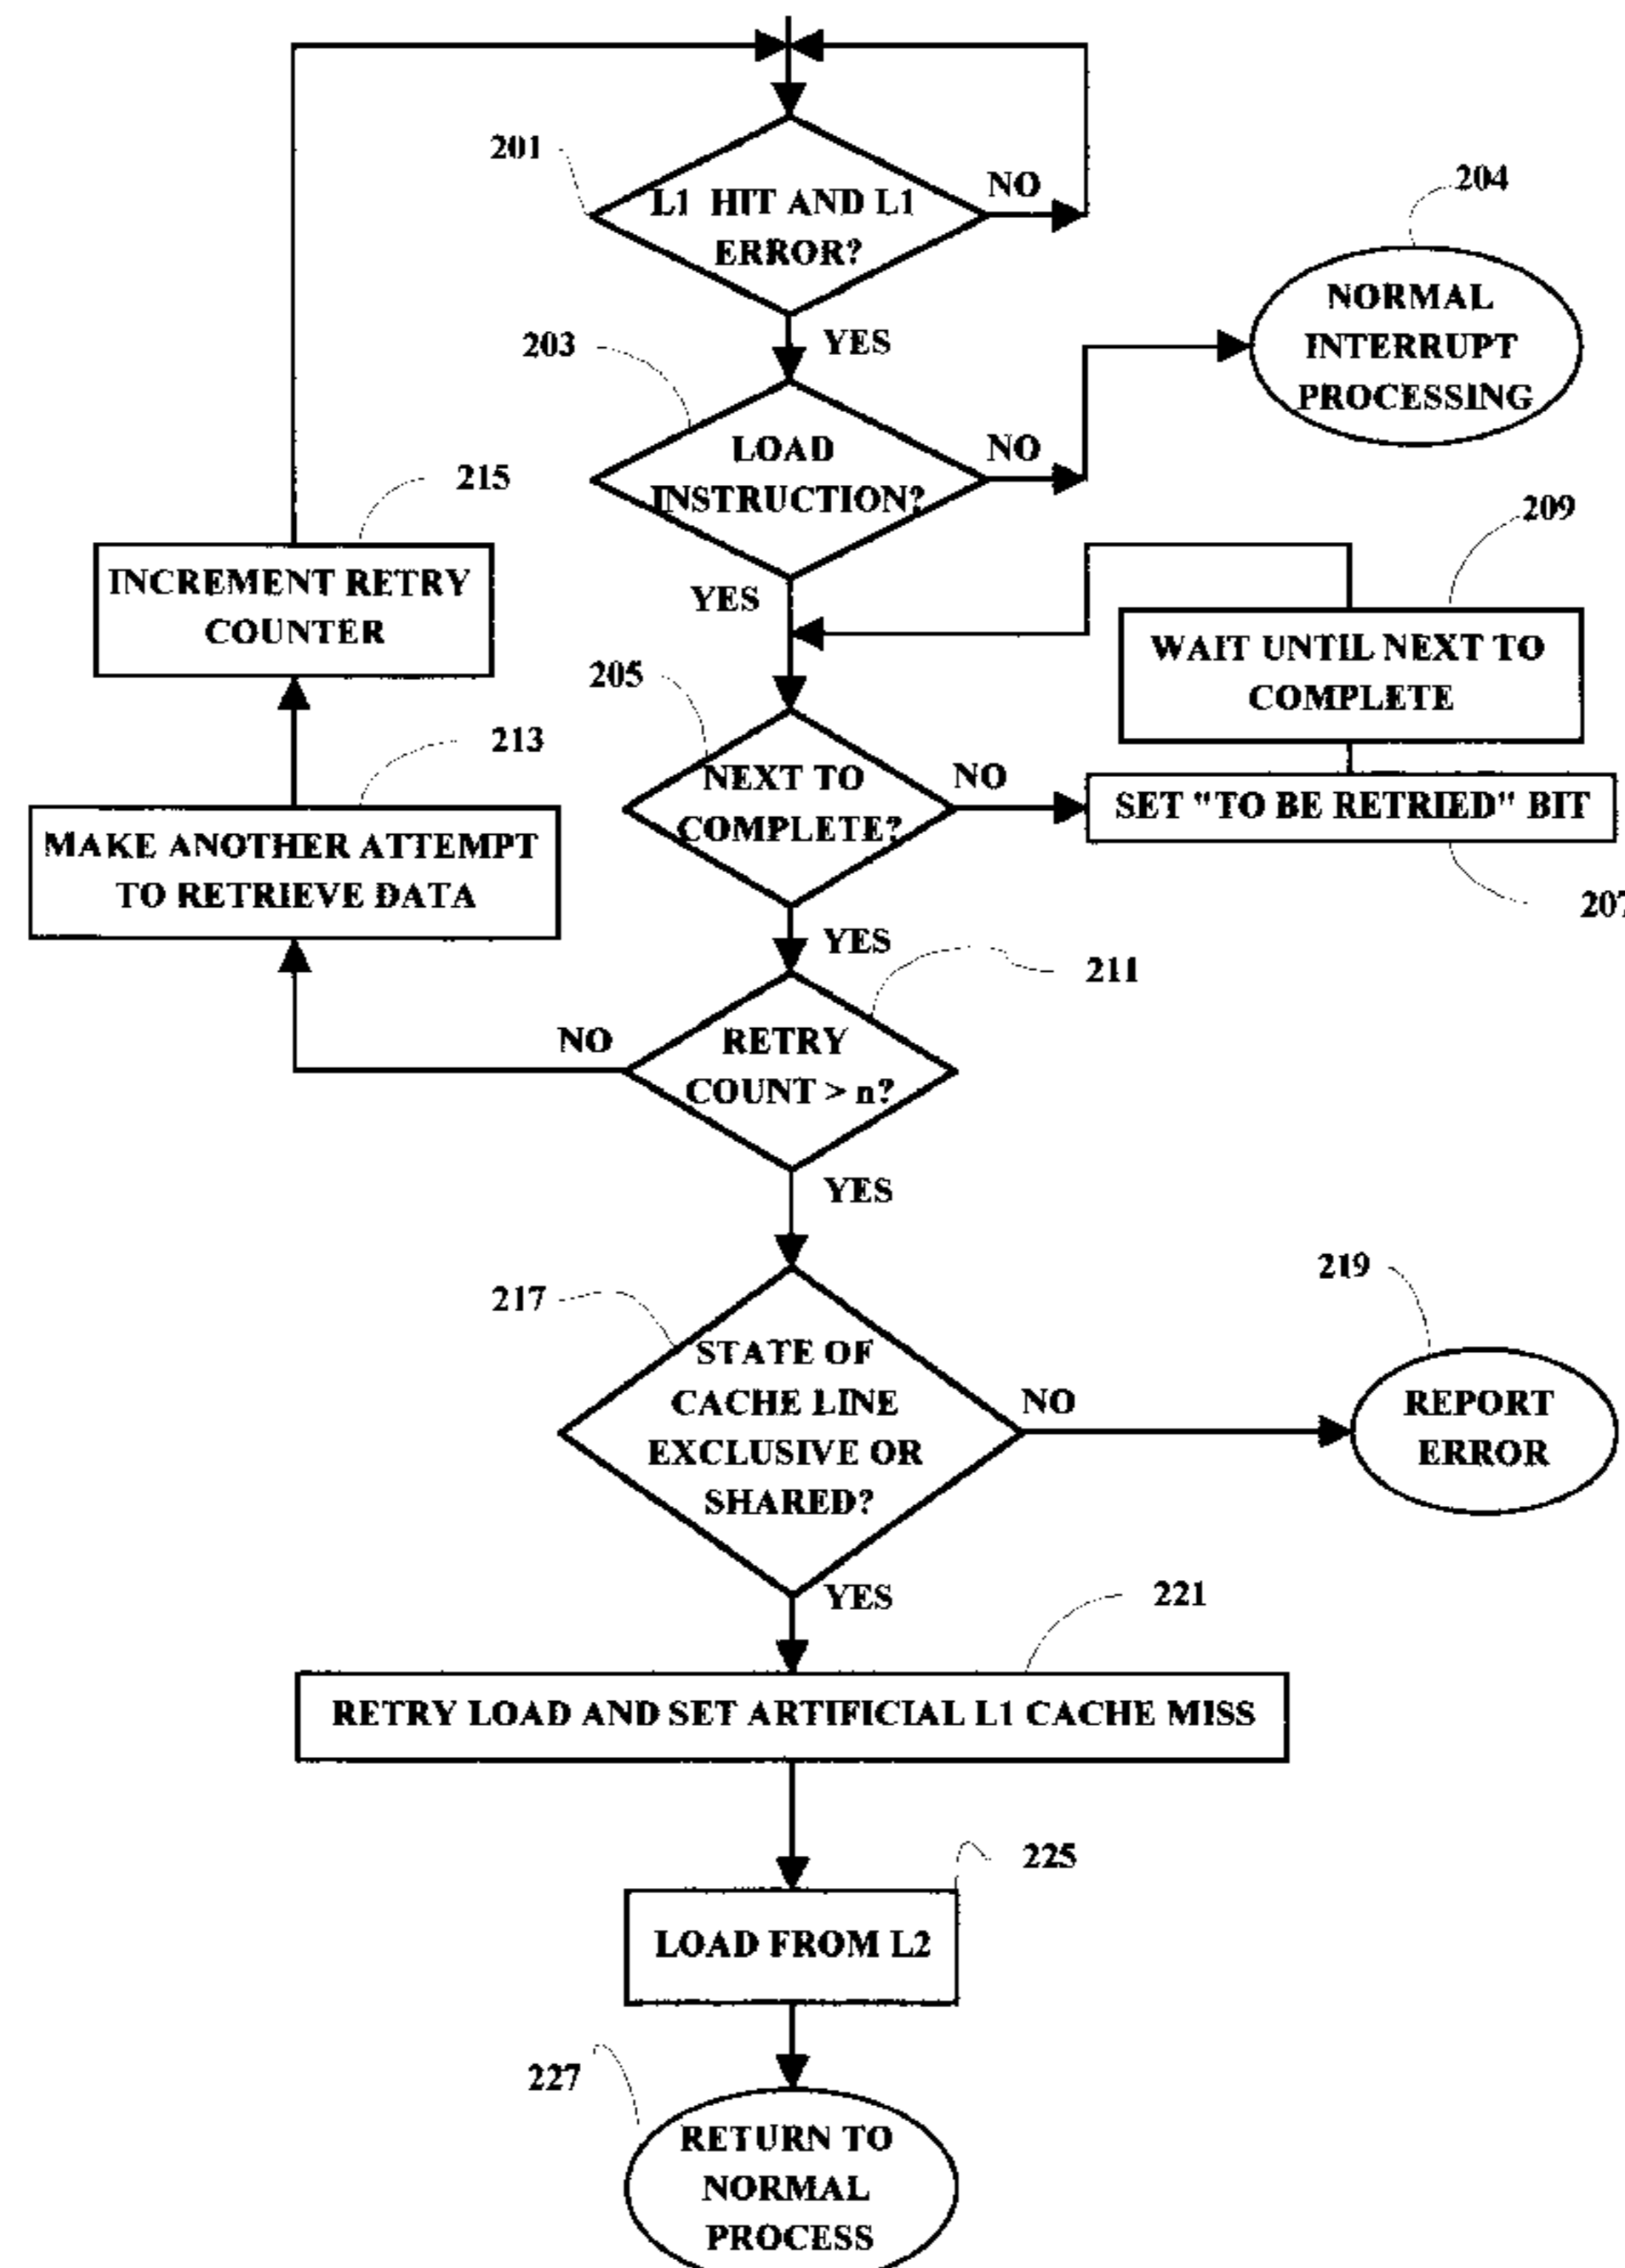 201
L1 HIT AND L1
ERROR?
NO
204
NORMAL
INTERRUPT
PROCESSING
YES
203
LOAD
INSTRUCTION?
NO
215
INCREMENT RETRY
COUNTER
YES
209
WAIT UNTIL NEXT TO
COMPLETE
205
NEXT TO
COMPLETE?
NO
SET "TO BE RETRIED" BIT
207
213
MAKE ANOTHER ATTEMPT
TO RETRIEVE DATA
YES
211
NO
RETRY
COUNT > n?
YES
217
STATE OF
CACHE LINE
EXCLUSIVE OR
SHARED?
NO
219
REPORT
ERROR
YES
221
RETRY LOAD AND SET ARTIFICIAL L1 CACHE MISS
225
LOAD FROM L2
227
RETURN TO
NORMAL
PROCESS